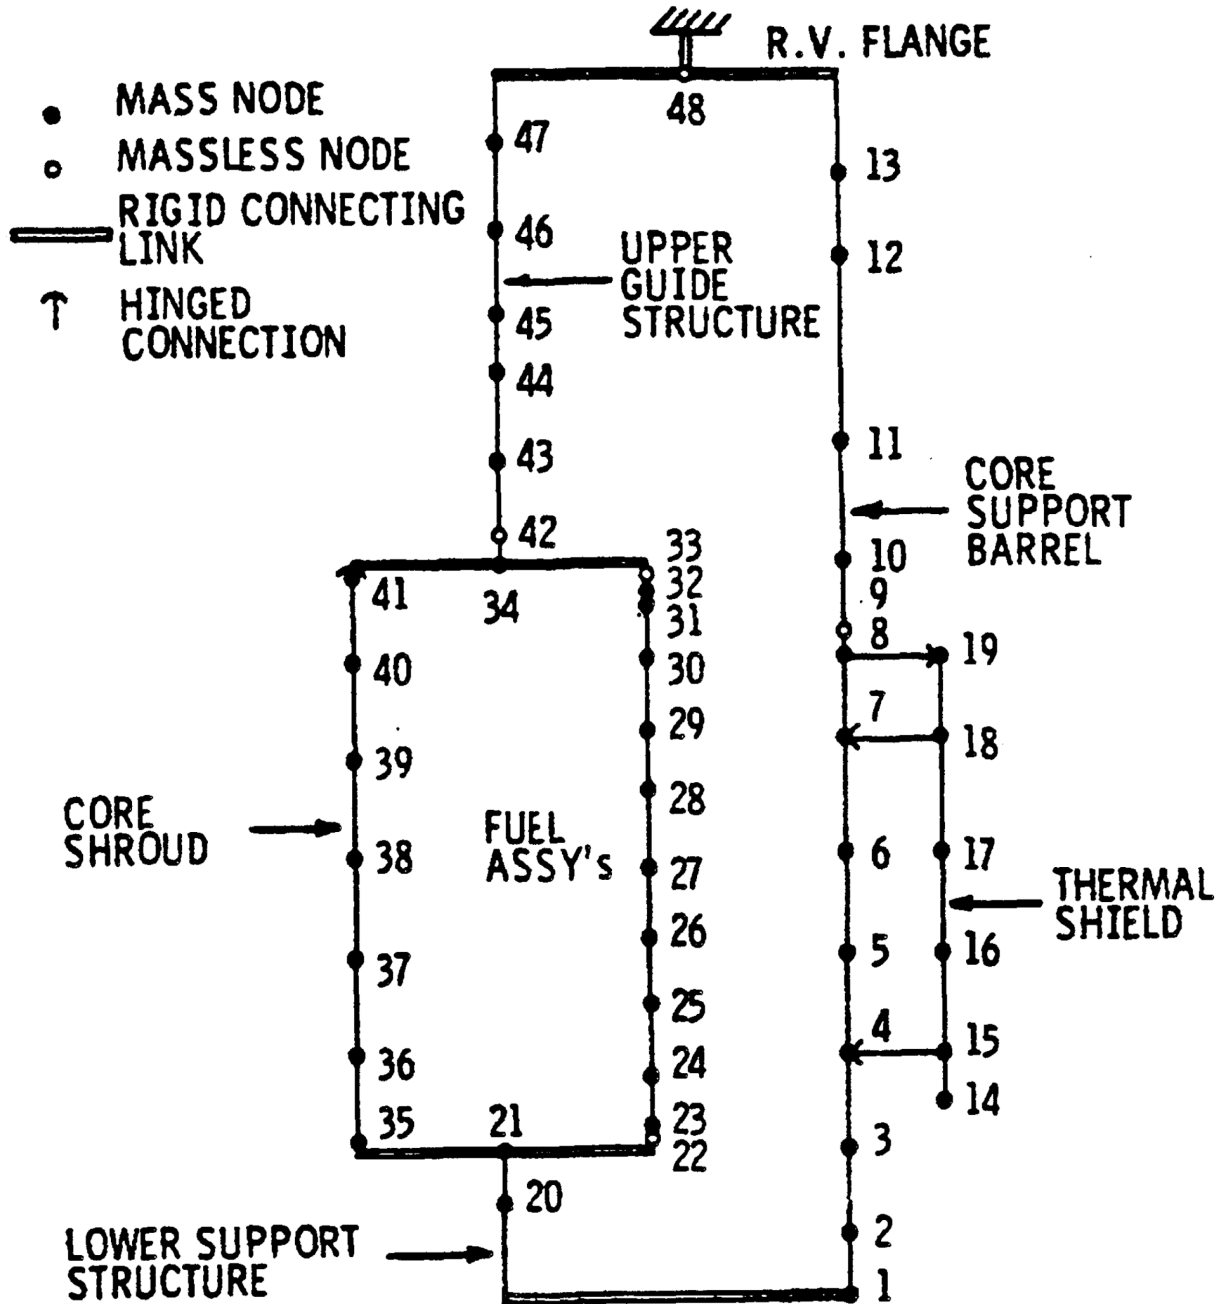 R.V. FLANGE
MASS NODE
MASSLESS NODE
RIGID CONNECTING
LINK
HINGED
CONNECTION
48
47
46
45
44
43
42
UPPER
GUIDE
STRUCTURE
13
12
11
10
9
8
7
6
5
4
3
2
1
CORE
SUPPORT
BARREL
19
18
17
16
15
14
THERMAL
SHIELD
41
40
39
38
37
36
35
CORE
SHROUD
34
FUEL
ASSY's
33
32
31
30
29
28
27
26
25
24
23
22
21
20
LOWER SUPPORT
STRUCTURE